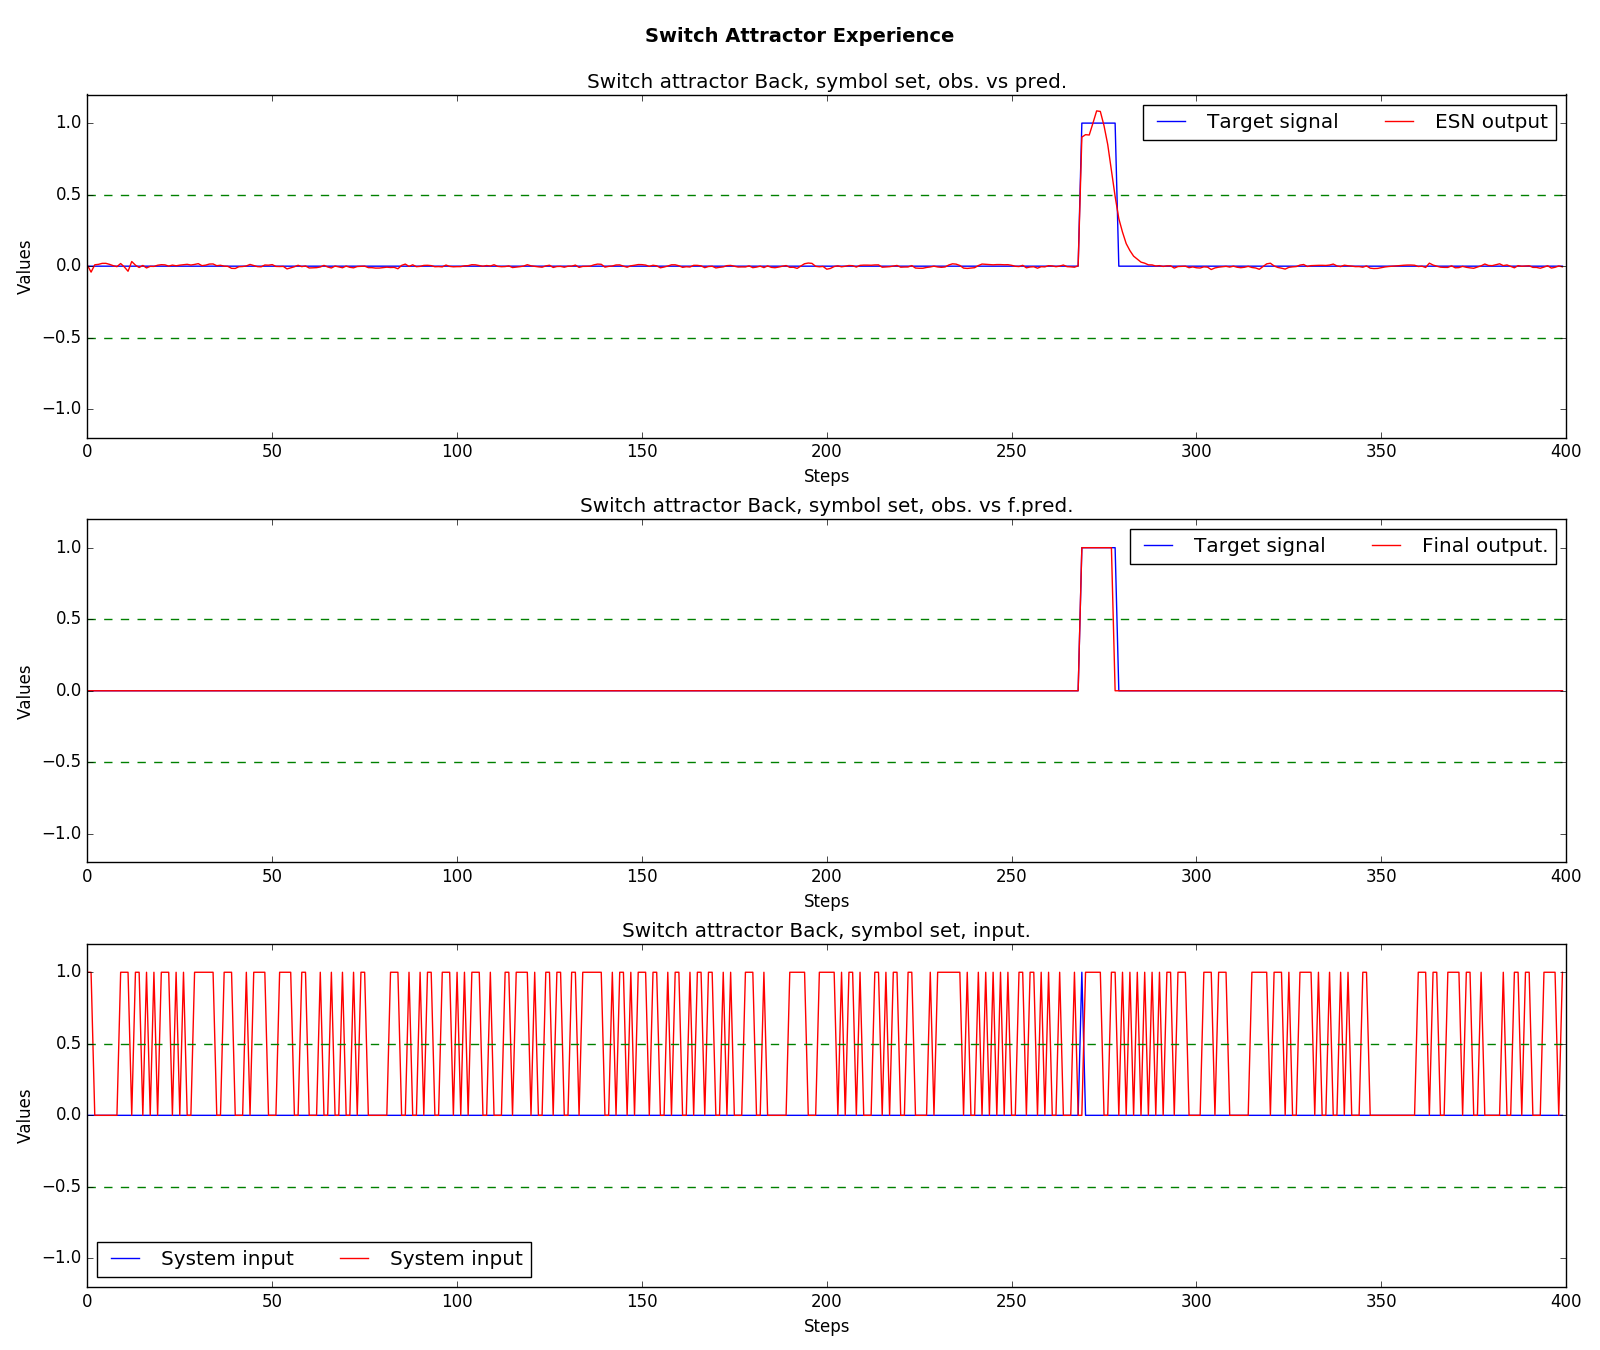 Switch Attractor Experience
Switch attractor Back, symbol set, obs. vs pred.
Target signal ESN output
1.0
0.5
0.0
−0.5
−1.0
Values
0 50 100 150 200 250 300 350 400
Steps
Switch attractor Back, symbol set, obs. vs f.pred.
Target signal Final output.
1.0
0.5
0.0
−0.5
−1.0
Values
0 50 100 150 200 250 300 350 400
Steps
Switch attractor Back, symbol set, input.
1.0
0.5
0.0
−0.5
−1.0
Values
System input System input
0 50 100 150 200 250 300 350 400
Steps